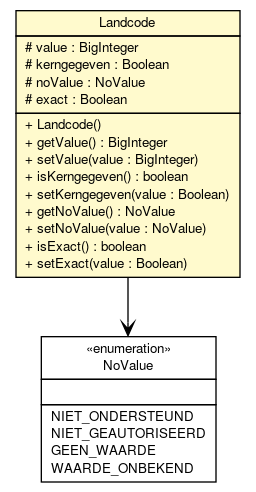 Landcode
# value : BigInteger
# kerngegeven : Boolean
# noValue : NoValue
# exact : Boolean
+ Landcode()
+ getValue() : BigInteger
+ setValue(value : BigInteger)
+ isKerngegeven() : boolean
+ setKerngegeven(value : Boolean)
+ getNoValue() : NoValue
+ setNoValue(value : NoValue)
+ isExact() : boolean
+ setExact(value : Boolean)
«enumeration»
NoValue
NIET_ONDERSTEUND
NIET_GEAUTORISEERD
GEEN_WAARDE
WAARDE_ONBEKEND